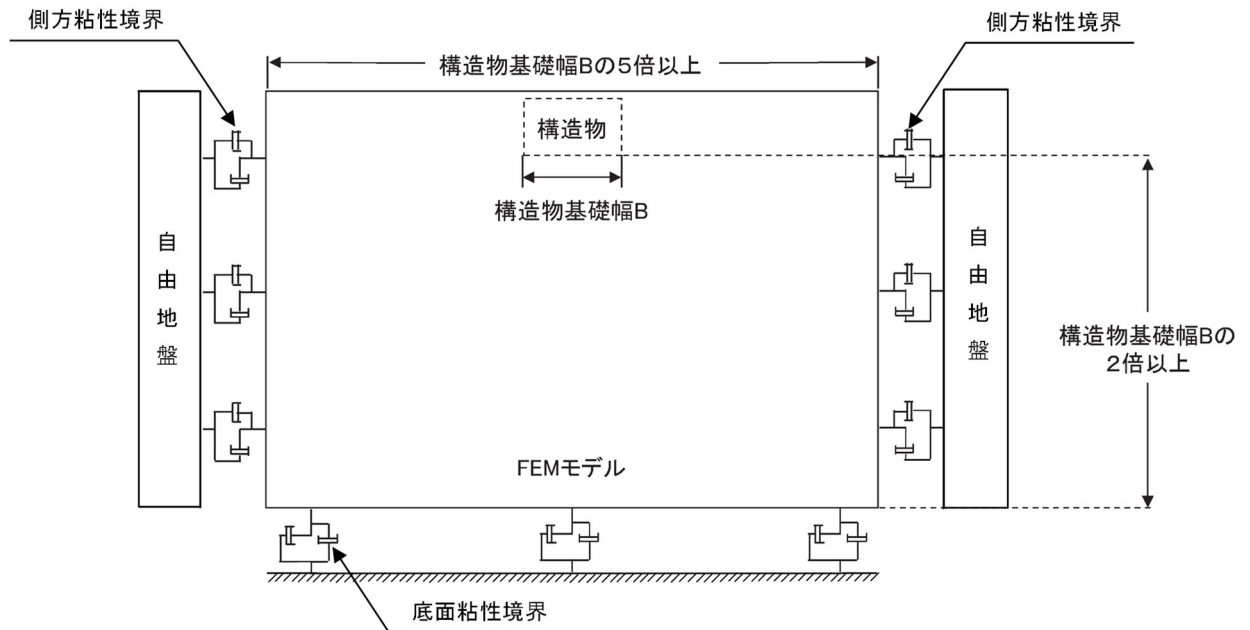 側方粘性境界
側方粘性境界
構造物基礎幅Bの5倍以上
構造物
構造物基礎幅B
自由地盤
自由地盤
構造物基礎幅Bの
2倍以上
FEMモデル
底面粘性境界